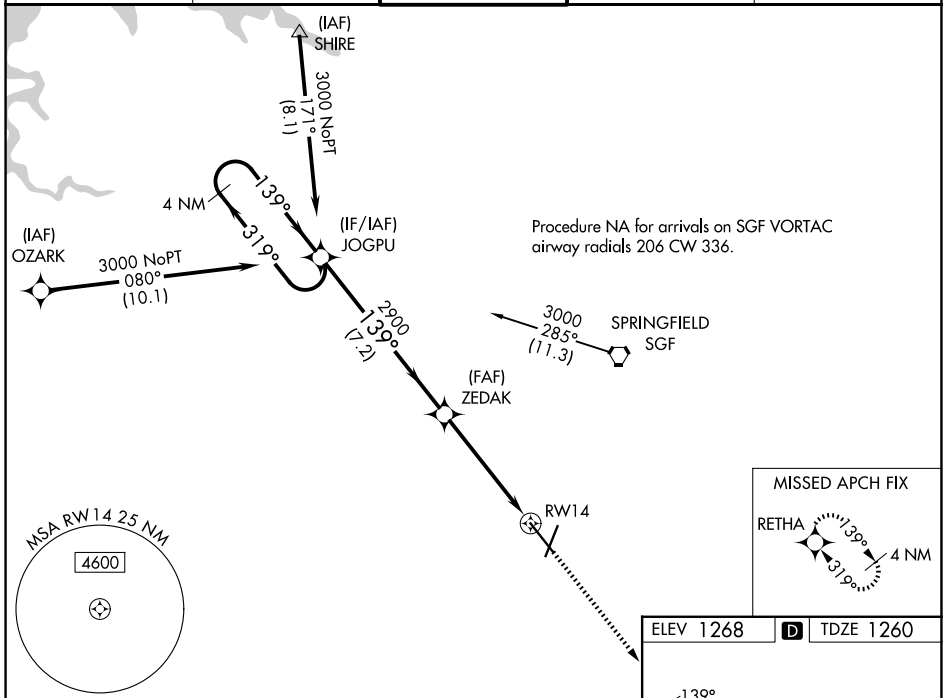 (IAF)
SHIRE
3000 NoPT
171°
(8.1)
4 NM
139°
319°
(IF/IAF)
JOGPU
(IAF)
OZARK
3000 NoPT
080°
(10.1)
Procedure NA for arrivals on SGF VORTAC
airway radials 206 CW 336.
2900
139°
(7.2)
3000
285°
(11.3)
SPRINGFIELD
SGF
(FAF)
ZEDAK
RW14
MISSED APCH FIX
RETHA
139°
319°
4 NM
MSA RW14 25 NM
4600
ELEV 1268 D TDZE 1260
139°